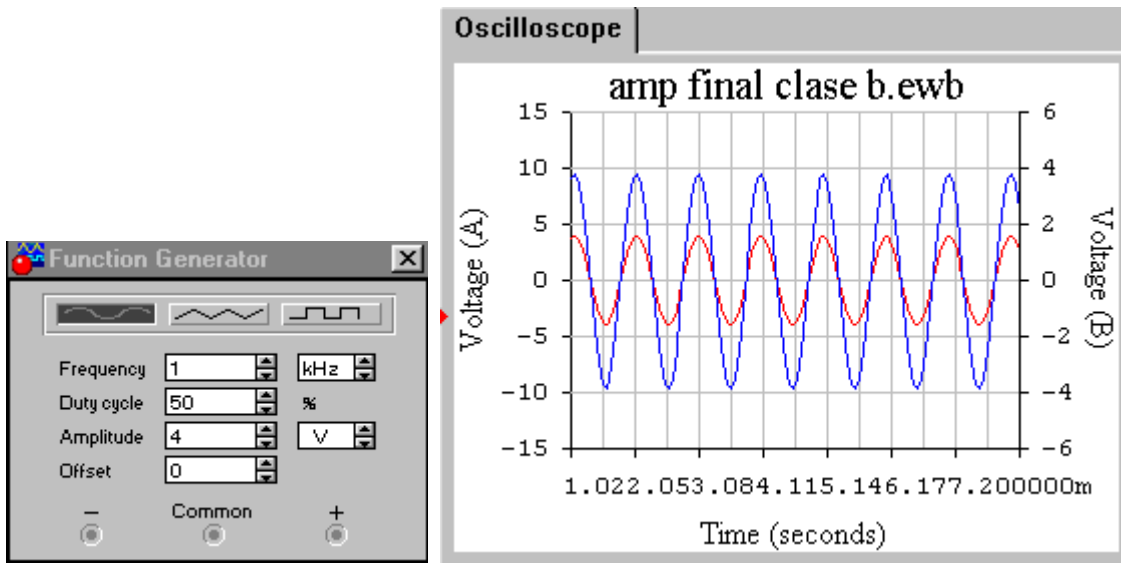 Function Generator
Frequency 1 kHz
Duty cycle 50 %
Amplitude 4 V
Offset 0
− Common +
Oscilloscope
amp final clase b.ewb
Voltage (A)
15
10
5
0
−5
−10
−15
6
4
2
0
−2
−4
−6
Voltage (B)
1.022.053.084.115.146.177.200000m
Time (seconds)